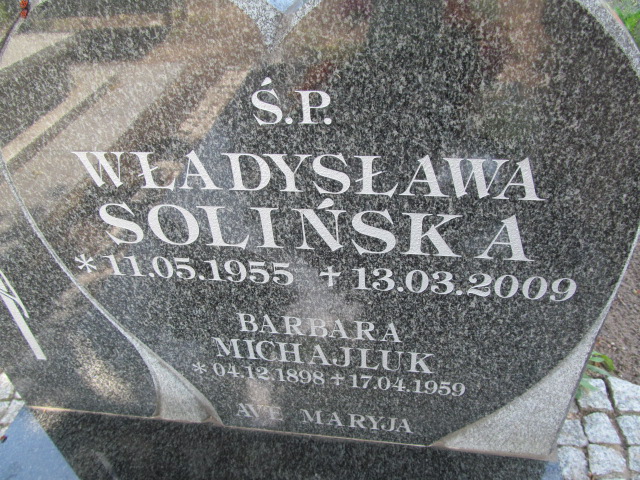 Ś.P.
WŁADYSŁAWA
SOLIŃSKA
*11.05.1955 +13.03.2009
BARBARA
MICHAJLUK
*04.12.1898+17.04.1959
AVE MARYJA